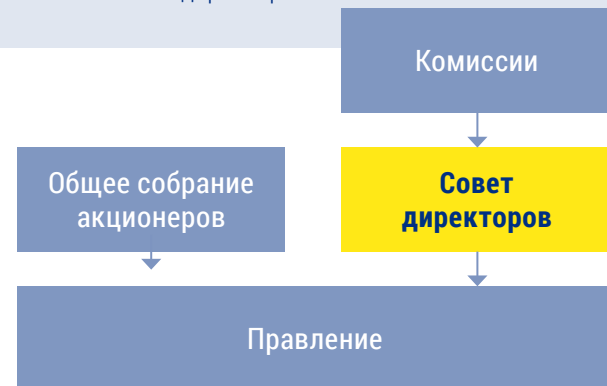 Комиссии
Общее собрание
акционеров
Совет
директоров
Правление